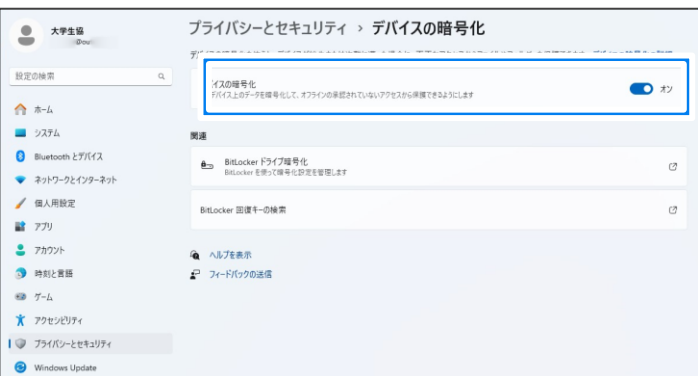 大学生協
プライバシーとセキュリティ › デバイスの暗号化
設定の検索
イスの暗号化
デバイス上のデータを暗号化して、オフラインの承認されていないアクセスから保護できるようにします
オン
ホーム
システム
関連
Bluetooth とデバイス
BitLocker ドライブ暗号化
BitLocker を使って暗号化設定を管理します
ネットワークとインターネット
個人用設定
BitLocker 回復キーの検索
アプリ
アカウント
ヘルプを表示
時刻と言語
フィードバックの送信
ゲーム
アクセシビリティ
プライバシーとセキュリティ
Windows Update